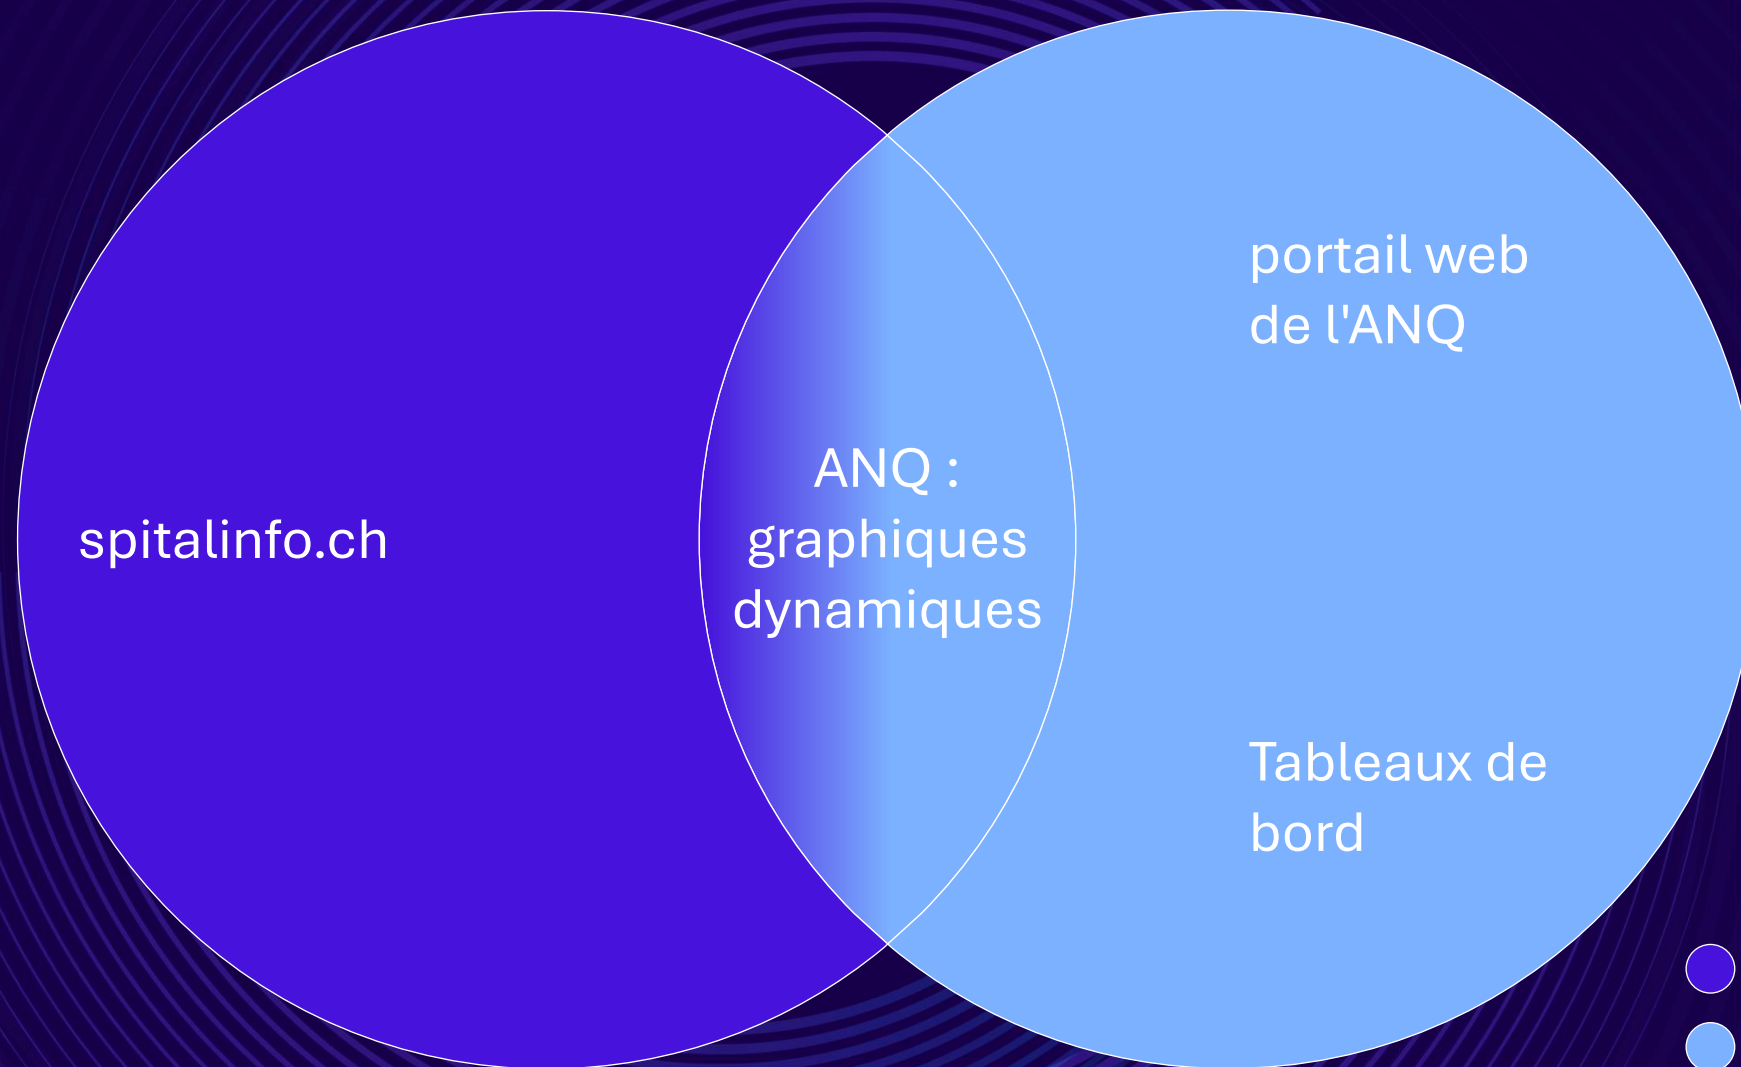 spitalinfo.ch
ANQ :
graphiques
dynamiques
portail web
de l'ANQ
Tableaux de
bord